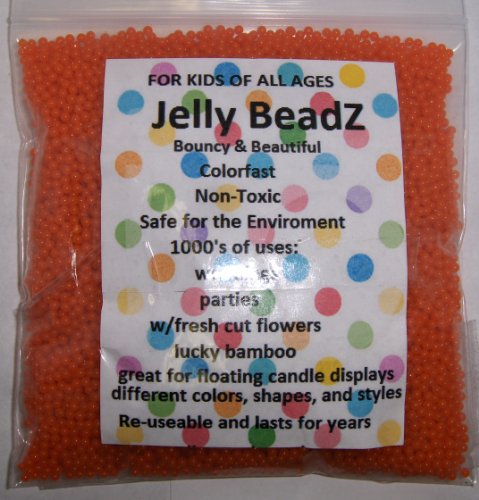 FOR KIDS OF ALL AGES
Jelly BeadZ
Bouncy & Beautiful
Colorfast
Non-Toxic
Safe for the Enviroment
1000's of uses:
parties
w/fresh cut flowers
lucky bamboo
great for floating candle displays
different colors, shapes, and styles
Re-useable and lasts for years